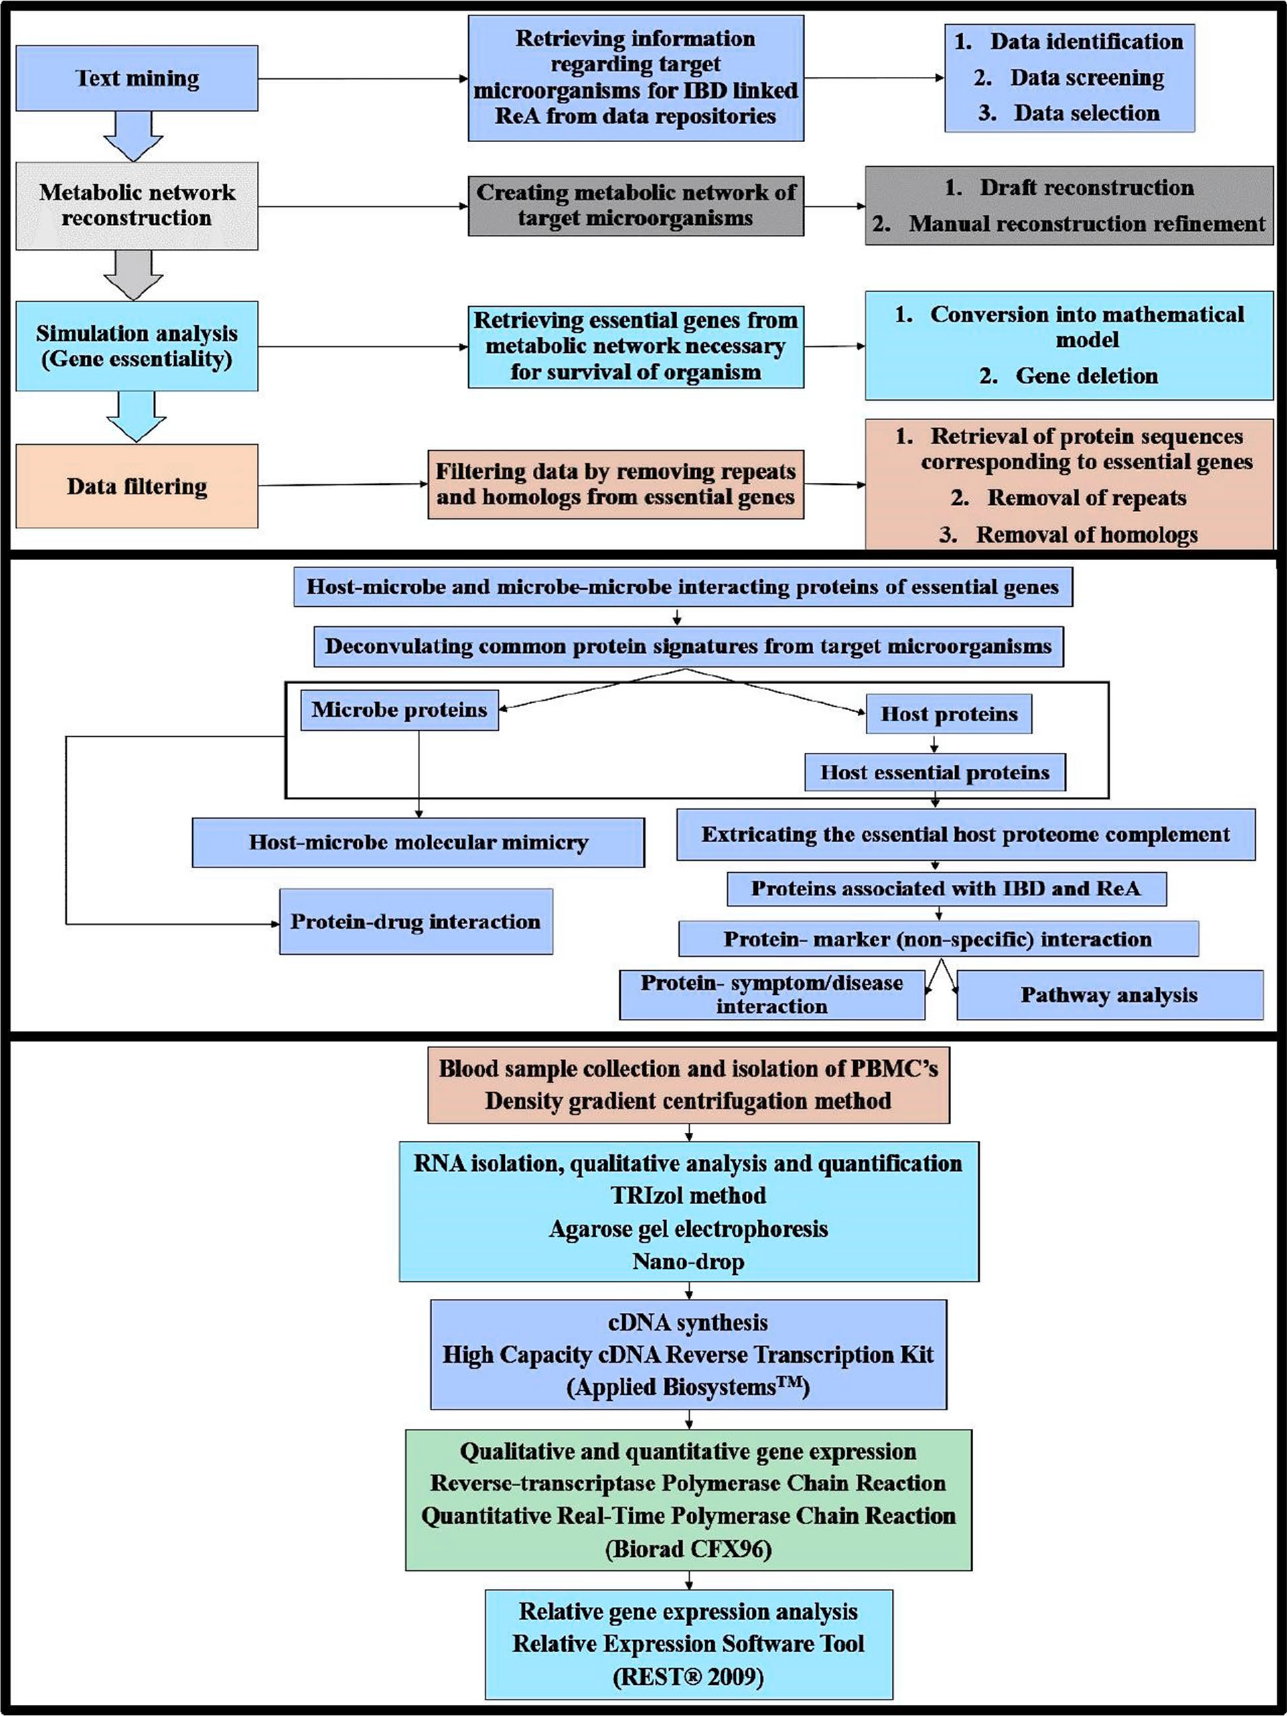 Text mining
Retrieving information
regarding target
microorganisms for IBD linked
ReA from data repositories
1. Data identification
2. Data screening
3. Data selection
Metabolic network
reconstruction
Creating metabolic network of
target microorganisms
1. Draft reconstruction
2. Manual reconstruction refinement
Simulation analysis
(Gene essentiality)
Retrieving essential genes from
metabolic network necessary
for survival of organism
1. Conversion into mathematical
model
2. Gene deletion
Data filtering
Filtering data by removing repeats
and homologs from essential genes
1. Retrieval of protein sequences
corresponding to essential genes
2. Removal of repeats
3. Removal of homologs
Host-microbe and microbe-microbe interacting proteins of essential genes
Deconvulating common protein signatures from target microorganisms
Microbe proteins
Host proteins
Host essential proteins
Host-microbe molecular mimicry
Extricating the essential host proteome complement
Protein-drug interaction
Proteins associated with IBD and ReA
Protein- marker (non-specific) interaction
Protein- symptom/disease
interaction
Pathway analysis
Blood sample collection and isolation of PBMC’s
Density gradient centrifugation method
RNA isolation, qualitative analysis and quantification
TRIzol method
Agarose gel electrophoresis
Nano-drop
cDNA synthesis
High Capacity cDNA Reverse Transcription Kit
(Applied Biosystems™)
Qualitative and quantitative gene expression
Reverse-transcriptase Polymerase Chain Reaction
Quantitative Real-Time Polymerase Chain Reaction
(Biorad CFX96)
Relative gene expression analysis
Relative Expression Software Tool
(REST® 2009)